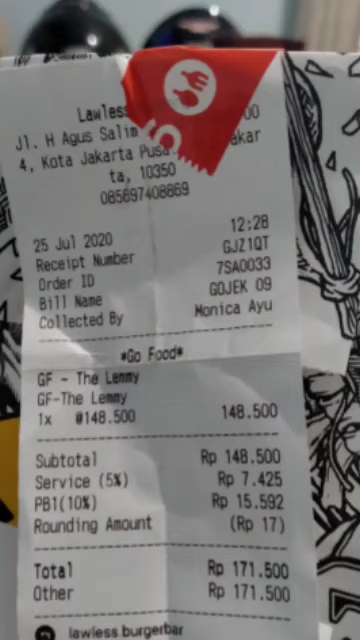 Lawless 00
Jl. H Agus Salim akar
4, Kota Jakarta Pusa
ta, 10350
085697408869
12:28
25 Jul 2020 GJZ1QT
Receipt Number 7SA0033
Order ID GOJEK 09
Bill Name Monica Ayu
Collected By
*Go Food*
GF - The Lemmy
GF-The Lemmy
1x @148.500 148.500
Subtotal Rp 148.500
Service (5%) Rp 7.425
PB1(10%) Rp 15.592
Rounding Amount (Rp 17)
Total Rp 171.500
Other Rp 171.500
lawless.burgerbar